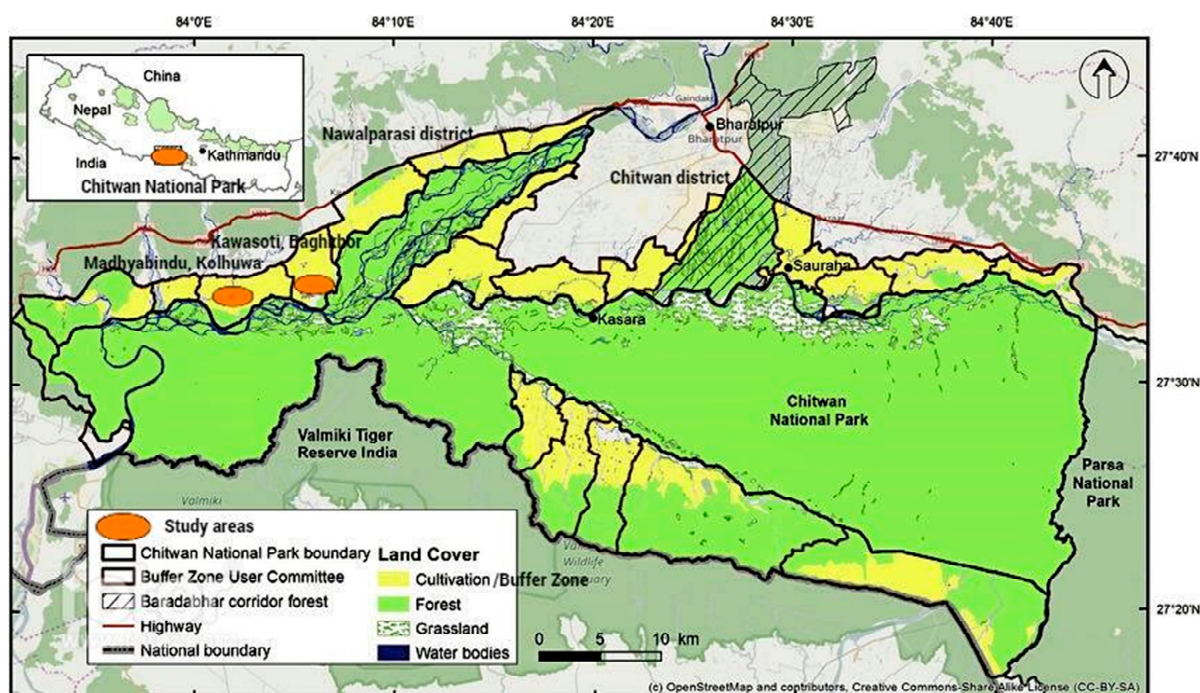 84°0'E
84°10'E
84°20'E
84°30'E
84°40'E
China
Nepal
India
Kathmandu
Chitwan National Park
Nawalparasi district
Gaindakot
Bharatpur
Bharatpur
27°40'N
Chitwan district
Kawasoti, Baghkhor
Madhyabindu, Kolhuwa
Sauraha
Kasara
27°30'N
Chitwan
National Park
Valmiki Tiger
Reserve India
Parsa
National
Park
Valmiki
Wildlife
27°20'N
Study areas
Chitwan National Park boundary
Buffer Zone User Committee
Baradabhar corridor forest
Highway
National boundary
Land Cover
Cultivation /Buffer Zone
Forest
Grassland
Water bodies
0 5 10 km
(c) OpenStreetMap and contributors, Creative Commons-Share Alike License (CC-BY-SA)